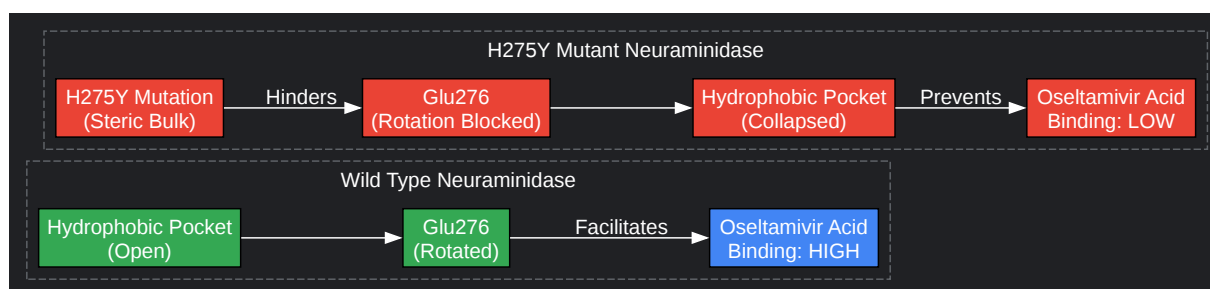 H275Y Mutant Neuraminidase
H275Y Mutation
(Steric Bulk)
Hinders
Glu276
(Rotation Blocked)
Hydrophobic Pocket
(Collapsed)
Prevents
Oseltamivir Acid
Binding: LOW
Wild Type Neuraminidase
Hydrophobic Pocket
(Open)
Glu276
(Rotated)
Facilitates
Oseltamivir Acid
Binding: HIGH